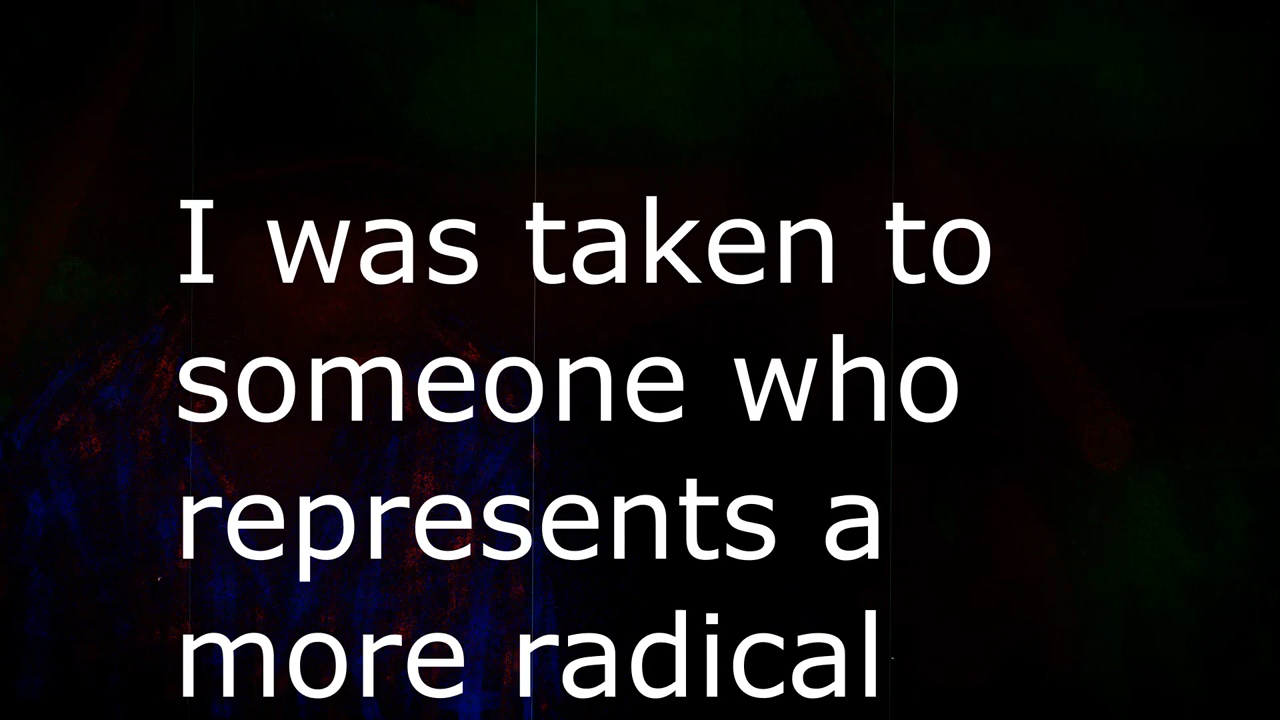 I was taken to
someone who
represents a
more radical